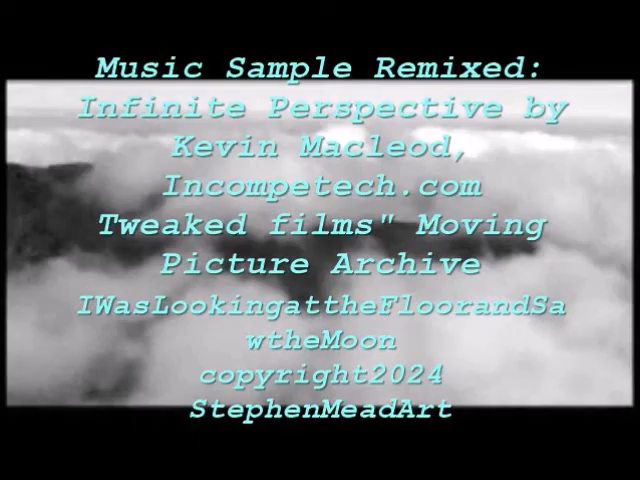 Music Sample Remixed:
Infinite Perspective by
Kevin Macleod,
Incompetech.com
Tweaked films" Moving
Picture Archive
IWasLookingattheFloorandSa
wtheMoon
copyright2024
StephenMeadArt